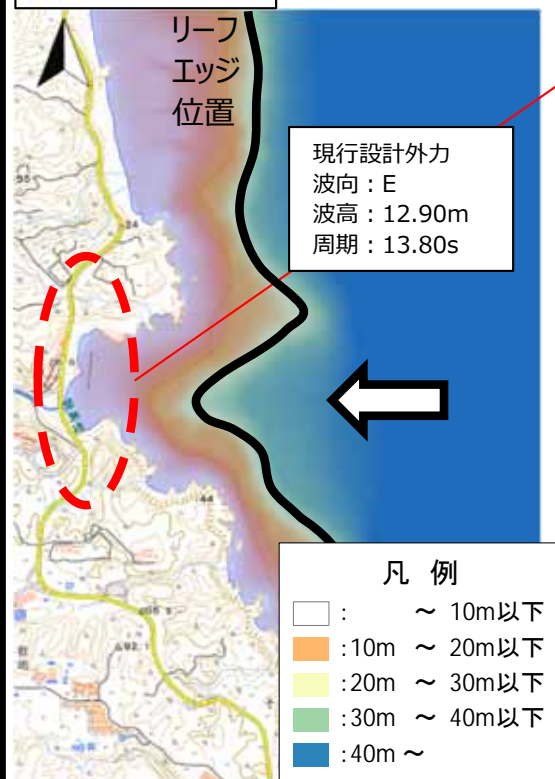 リーフ
エッジ
位置
現行設計外力
波向:E
波高:12.90m
周期:13.80s
24
44
凡 例
: ~ 10m以下
:10m ~ 20m以下
:20m ~ 30m以下
:30m ~ 40m以下
:40m ~